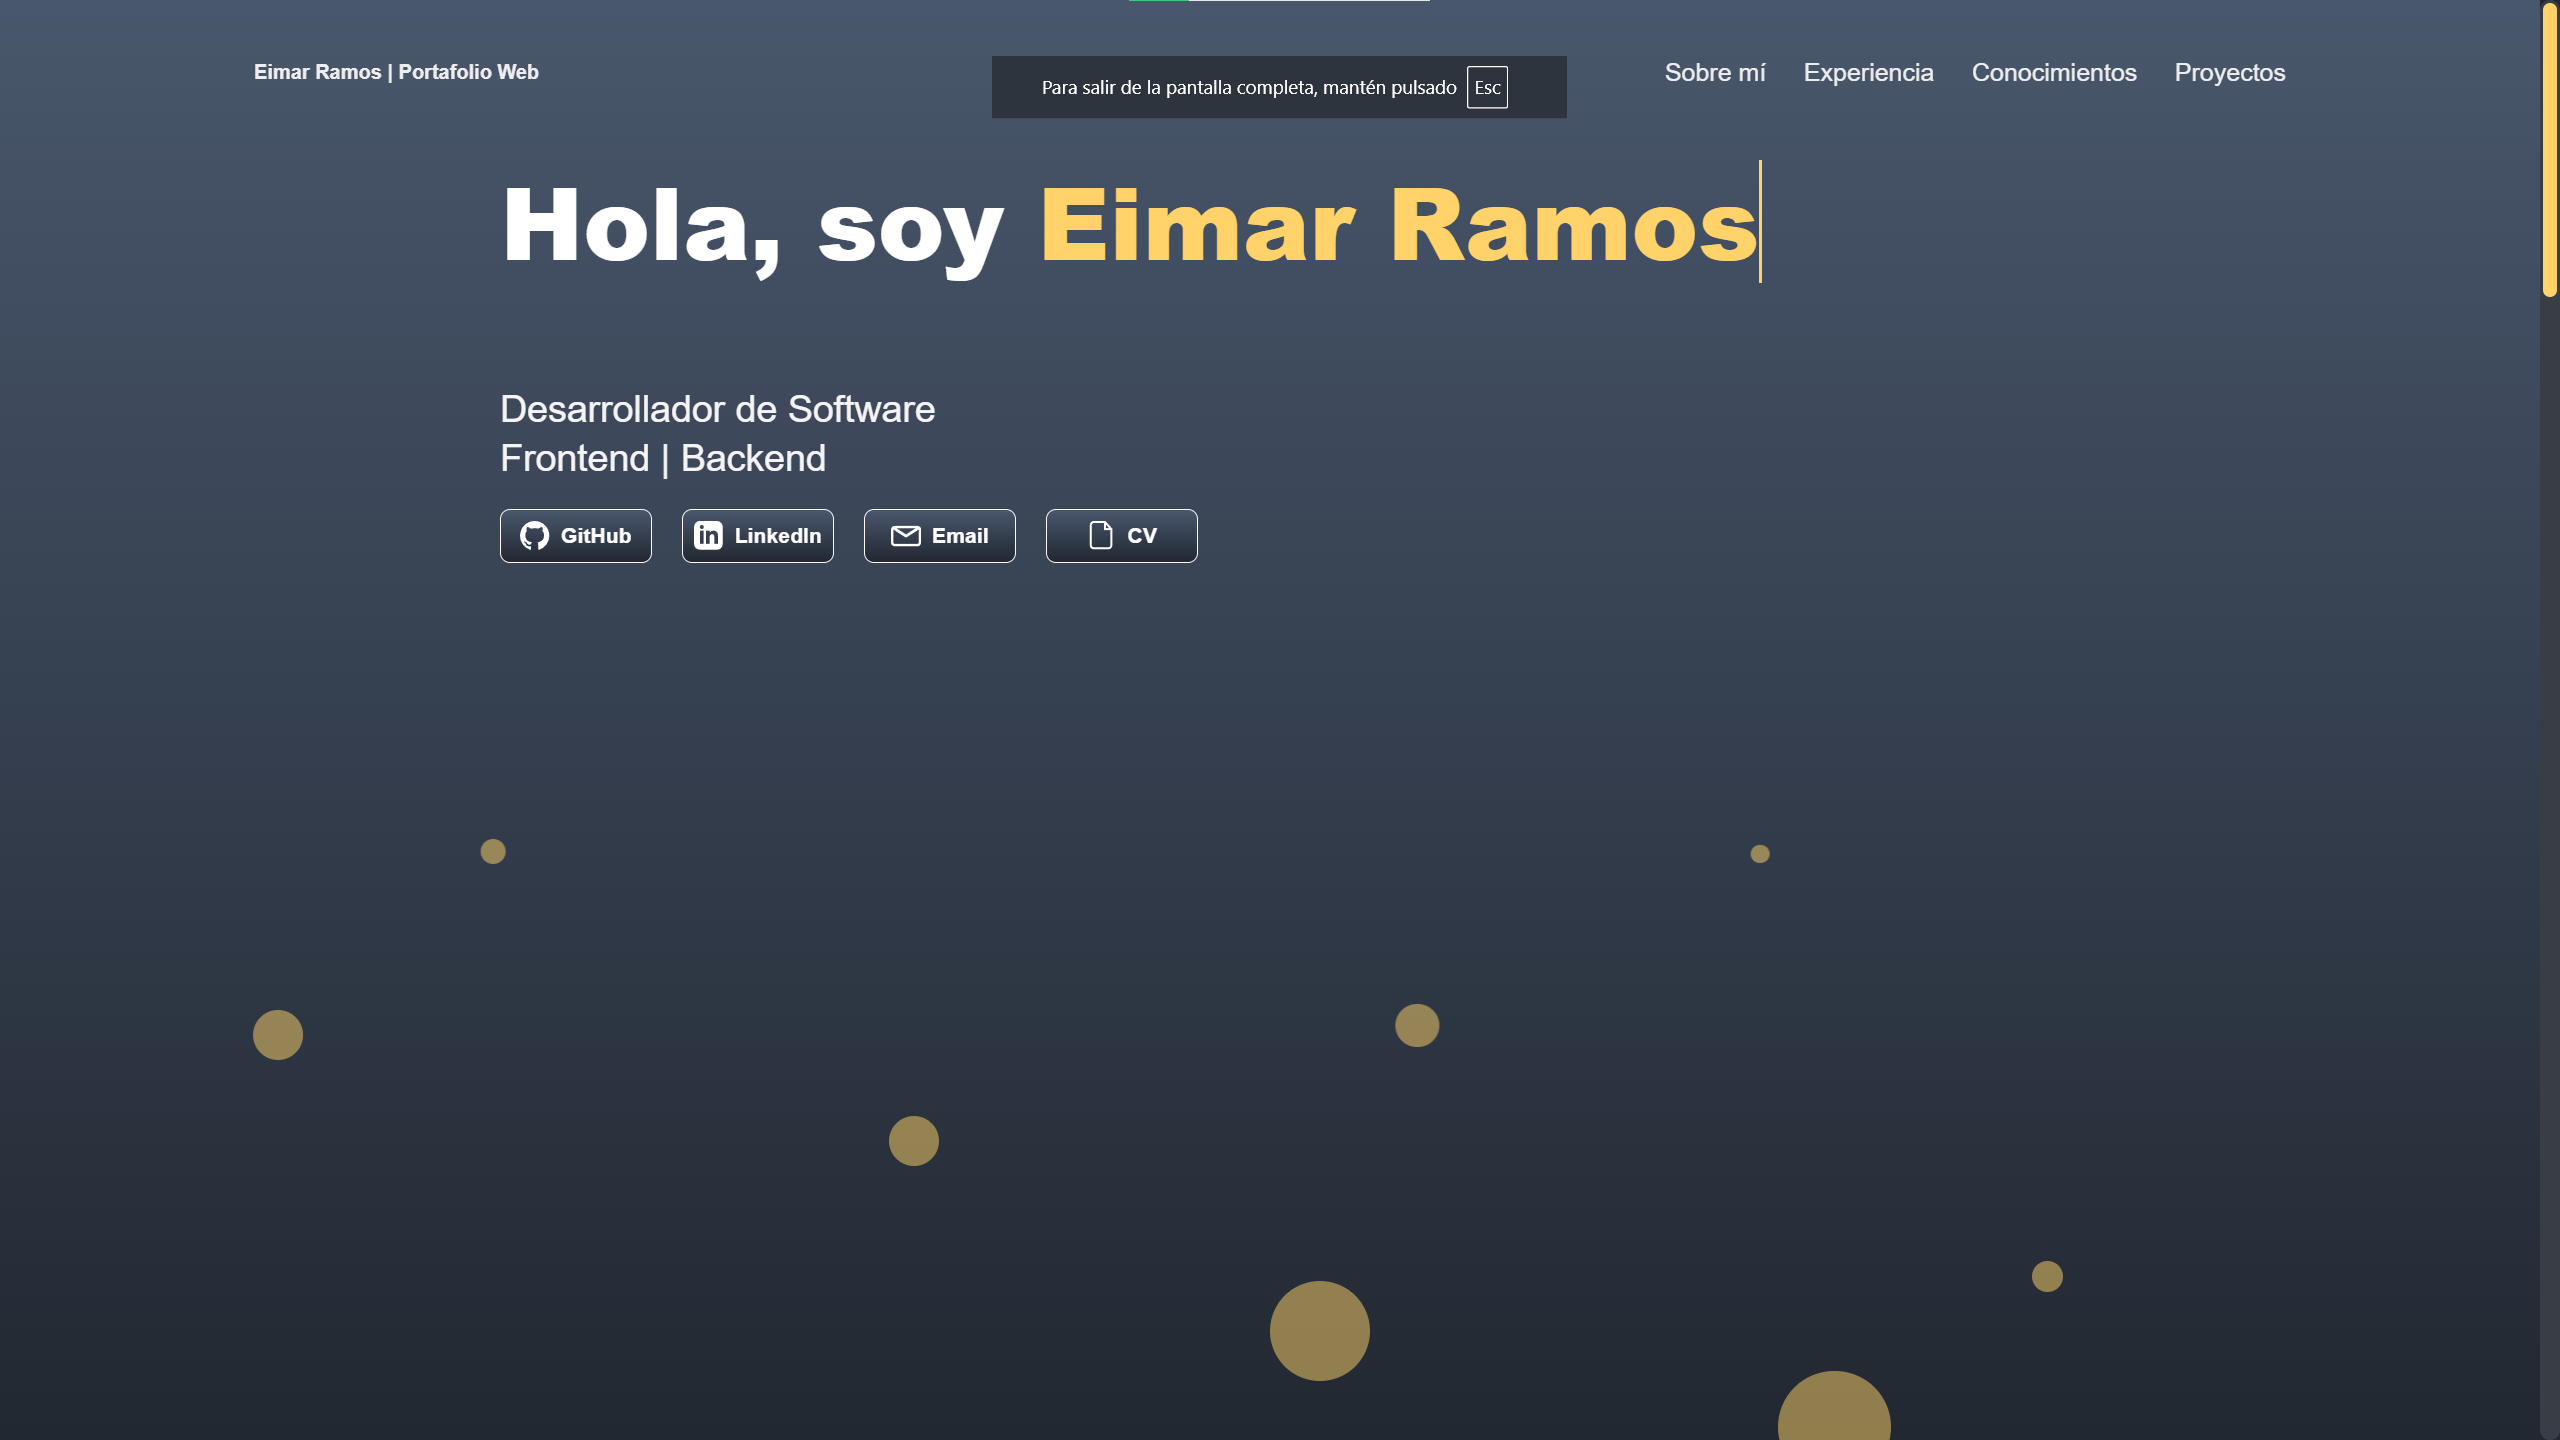 Eimar Ramos | Portafolio Web
Para salir de la pantalla completa, mantén pulsado Esc
Sobre mí Experiencia Conocimientos Proyectos
Hola, soy Eimar Ramos
Desarrollador de Software
Frontend | Backend
GitHub LinkedIn Email CV